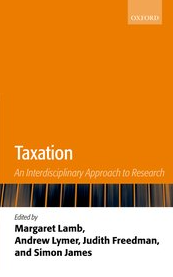 OXFORD
Taxation
An Interdisciplinary Approach to Research
Edited by
Margaret Lamb,
Andrew Lymer, Judith Freedman,
and Simon James